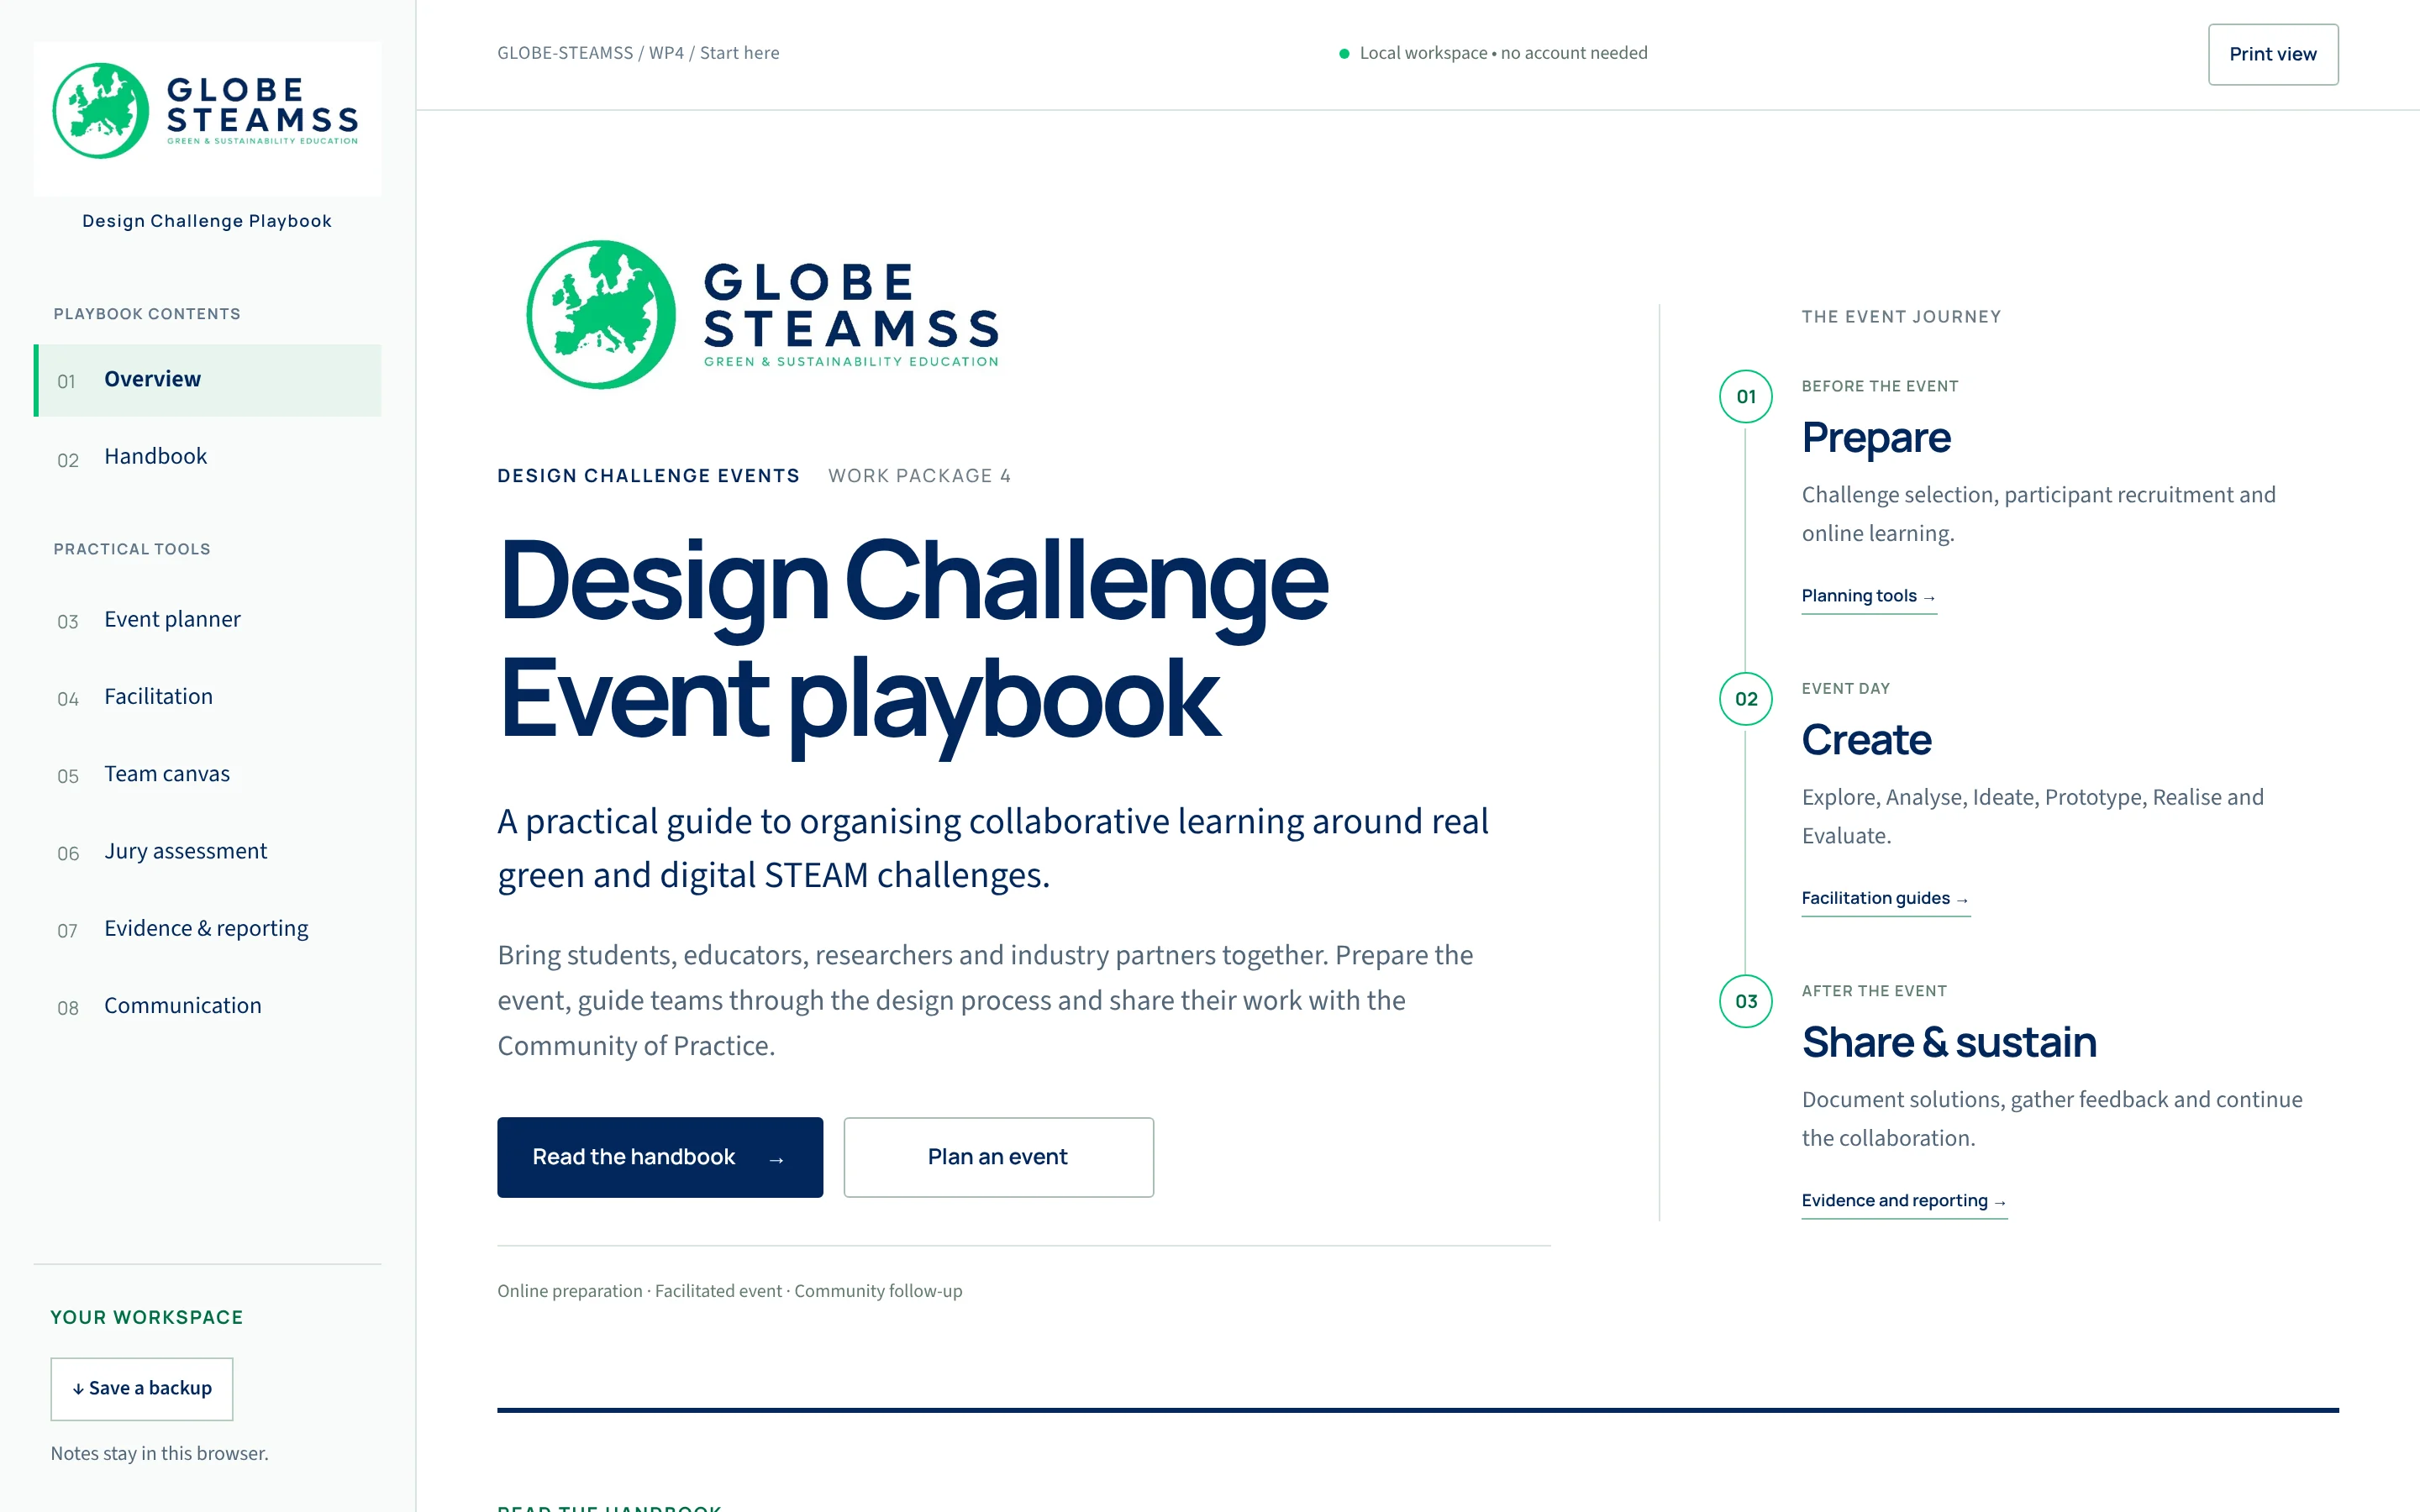 GLOBE
STEAMSS
GREEN & SUSTAINABILITY EDUCATION
Design Challenge Playbook
PLAYBOOK CONTENTS
01 Overview
02 Handbook
PRACTICAL TOOLS
03 Event planner
04 Facilitation
05 Team canvas
06 Jury assessment
07 Evidence & reporting
08 Communication
YOUR WORKSPACE
↓ Save a backup
Notes stay in this browser.
GLOBE-STEAMSS / WP4 / Start here
Local workspace • no account needed
Print view
GLOBE
STEAMSS
GREEN & SUSTAINABILITY EDUCATION
DESIGN CHALLENGE EVENTS WORK PACKAGE 4
Design Challenge
Event playbook
A practical guide to organising collaborative learning around real
green and digital STEAM challenges.
Bring students, educators, researchers and industry partners together. Prepare the
event, guide teams through the design process and share their work with the
Community of Practice.
Read the handbook →
Plan an event
Online preparation · Facilitated event · Community follow-up
THE EVENT JOURNEY
01
BEFORE THE EVENT
Prepare
Challenge selection, participant recruitment and
online learning.
Planning tools →
02
EVENT DAY
Create
Explore, Analyse, Ideate, Prototype, Realise and
Evaluate.
Facilitation guides →
03
AFTER THE EVENT
Share & sustain
Document solutions, gather feedback and continue
the collaboration.
Evidence and reporting →
READ THE HANDBOOK